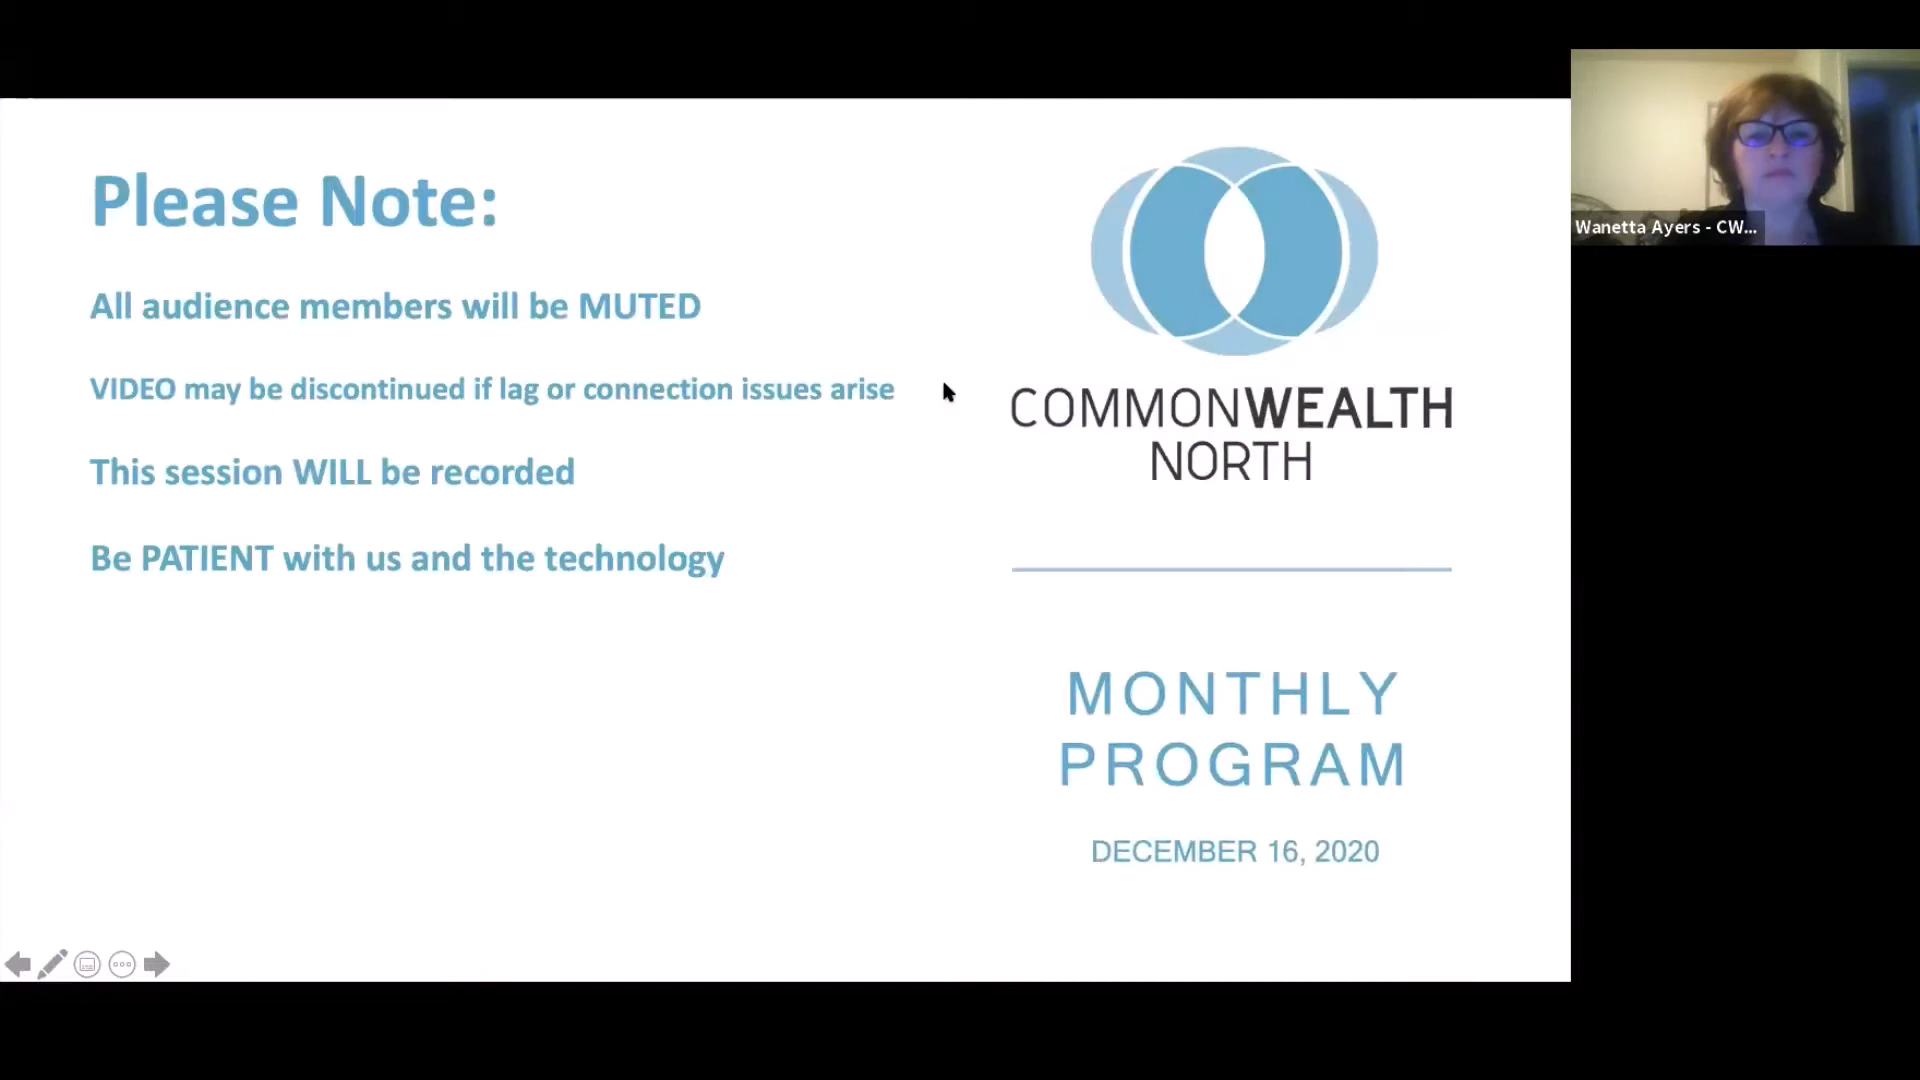 Please Note:
All audience members will be MUTED
VIDEO may be discontinued if lag or connection issues arise
This session WILL be recorded
Be PATIENT with us and the technology
COMMONWEALTH
NORTH
MONTHLY
PROGRAM
DECEMBER 16, 2020
Wanetta Ayers - CW...